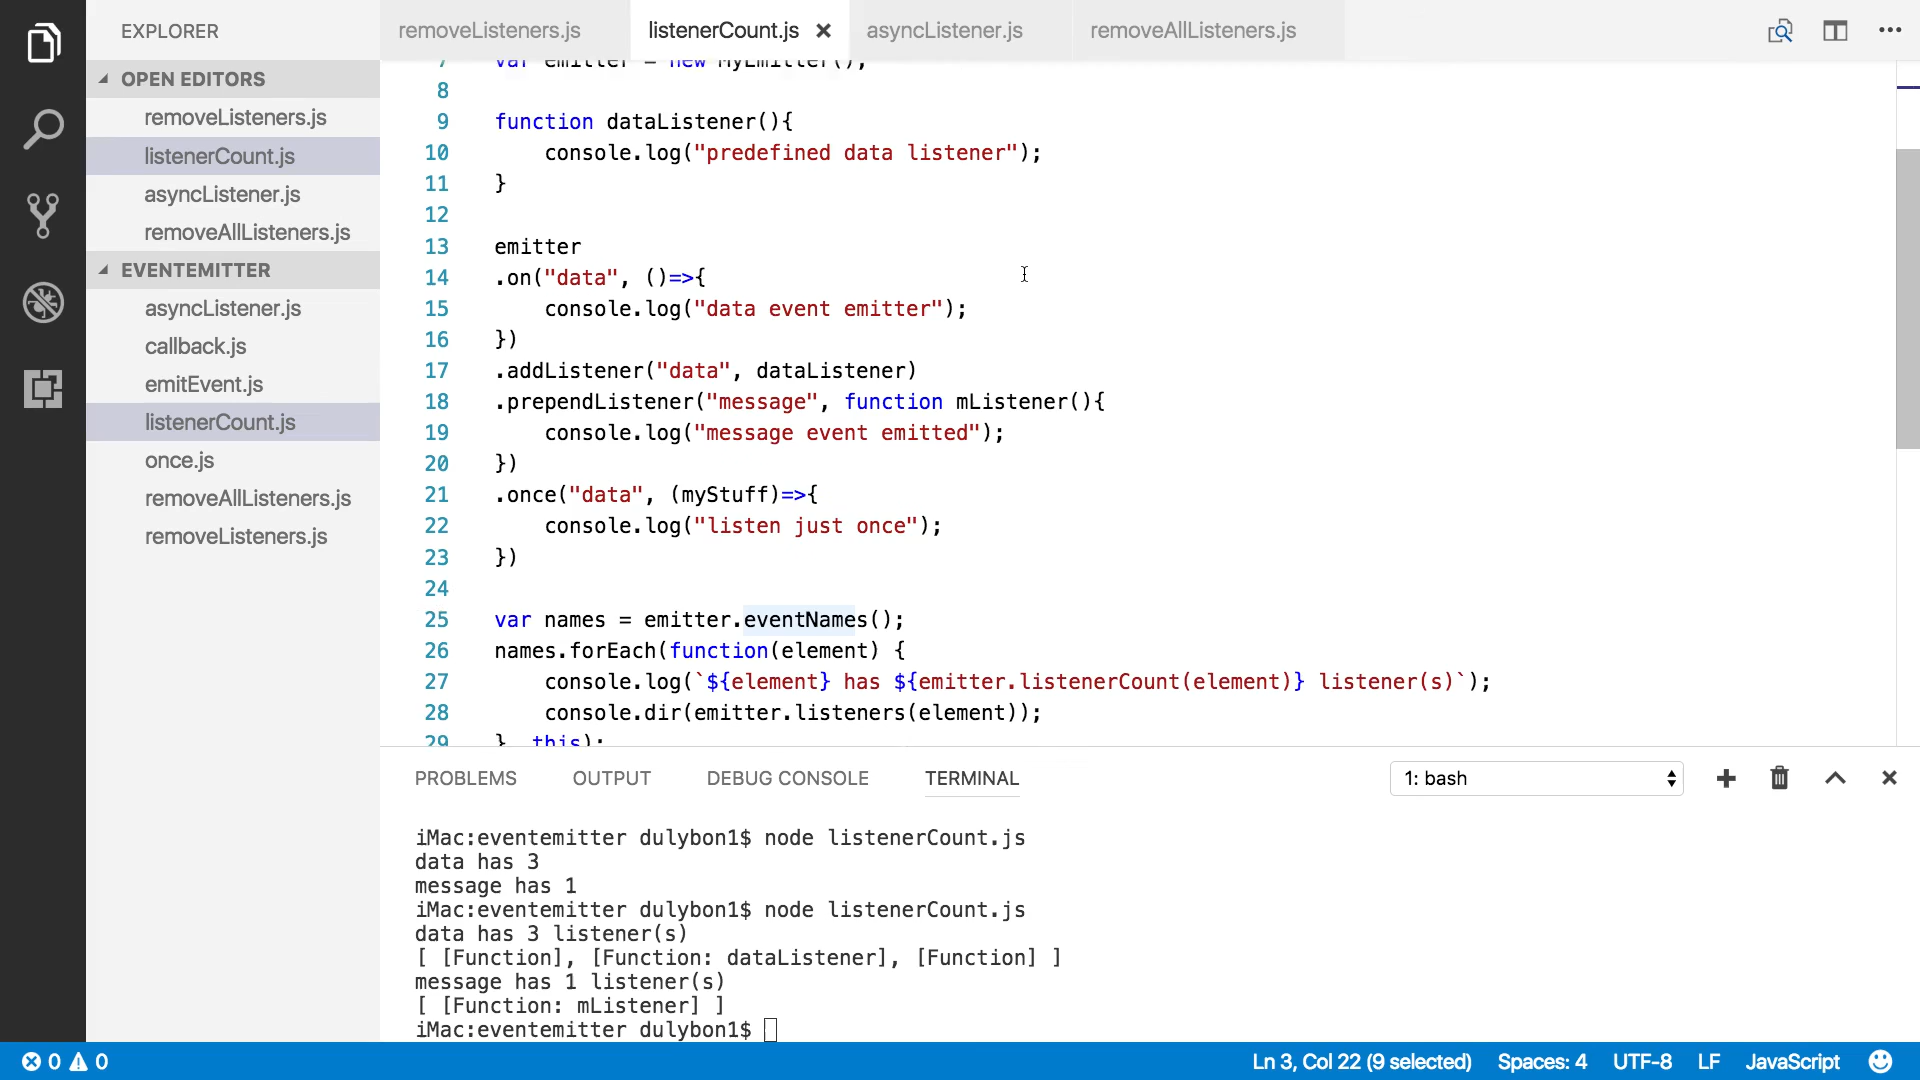 EXPLORER
OPEN EDITORS
removeListeners.js
listenerCount.js
asyncListener.js
removeAllListeners.js
EVENTEMITTER
asyncListener.js
callback.js
emitEvent.js
listenerCount.js
once.js
removeAllListeners.js
removeListeners.js
removeListeners.js listenerCount.js asyncListener.js removeAllListeners.js
7 var emitter = new MyEmitter();
8
9 function dataListener(){
10 console.log("predefined data listener");
11 }
12
13 emitter
14 .on("data", ()=>{
15 console.log("data event emitter");
16 })
17 .addListener("data", dataListener)
18 .prependListener("message", function mListener(){
19 console.log("message event emitted");
20 })
21 .once("data", (myStuff)=>{
22 console.log("listen just once");
23 })
24
25 var names = emitter.eventNames();
26 names.forEach(function(element) {
27 console.log(`${element} has ${emitter.listenerCount(element)} listener(s)`);
28 console.dir(emitter.listeners(element));
29 }, this);
PROBLEMS OUTPUT DEBUG CONSOLE TERMINAL 1: bash
iMac:eventemitter dulybon1$ node listenerCount.js
data has 3
message has 1
iMac:eventemitter dulybon1$ node listenerCount.js
data has 3 listener(s)
[ [Function], [Function: dataListener], [Function] ]
message has 1 listener(s)
[ [Function: mListener] ]
iMac:eventemitter dulybon1$
0 0 Ln 3, Col 22 (9 selected) Spaces: 4 UTF-8 LF JavaScript